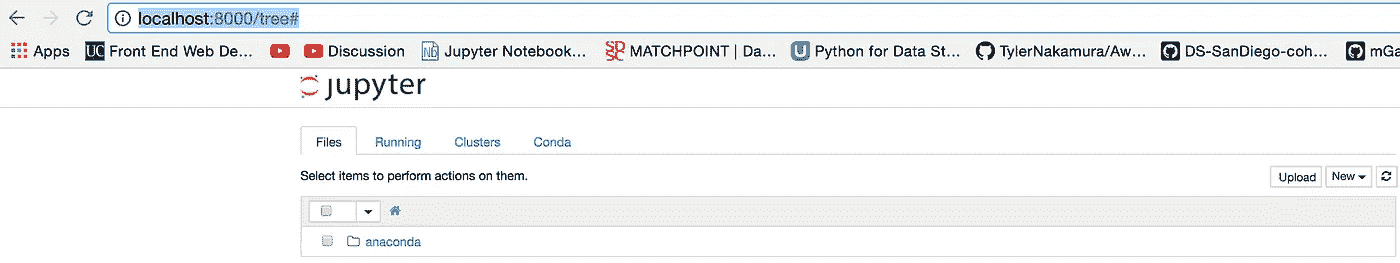 localhost:8000/tree#
Apps UC Front End Web De... Discussion Nb Jupyter Notebook... MATCHPOINT | Da... U Python for Data St... TylerNakamura/Aw... DS-SanDiego-coh... mGa
jupyter
Files Running Clusters Conda
Select items to perform actions on them. Upload New
anaconda